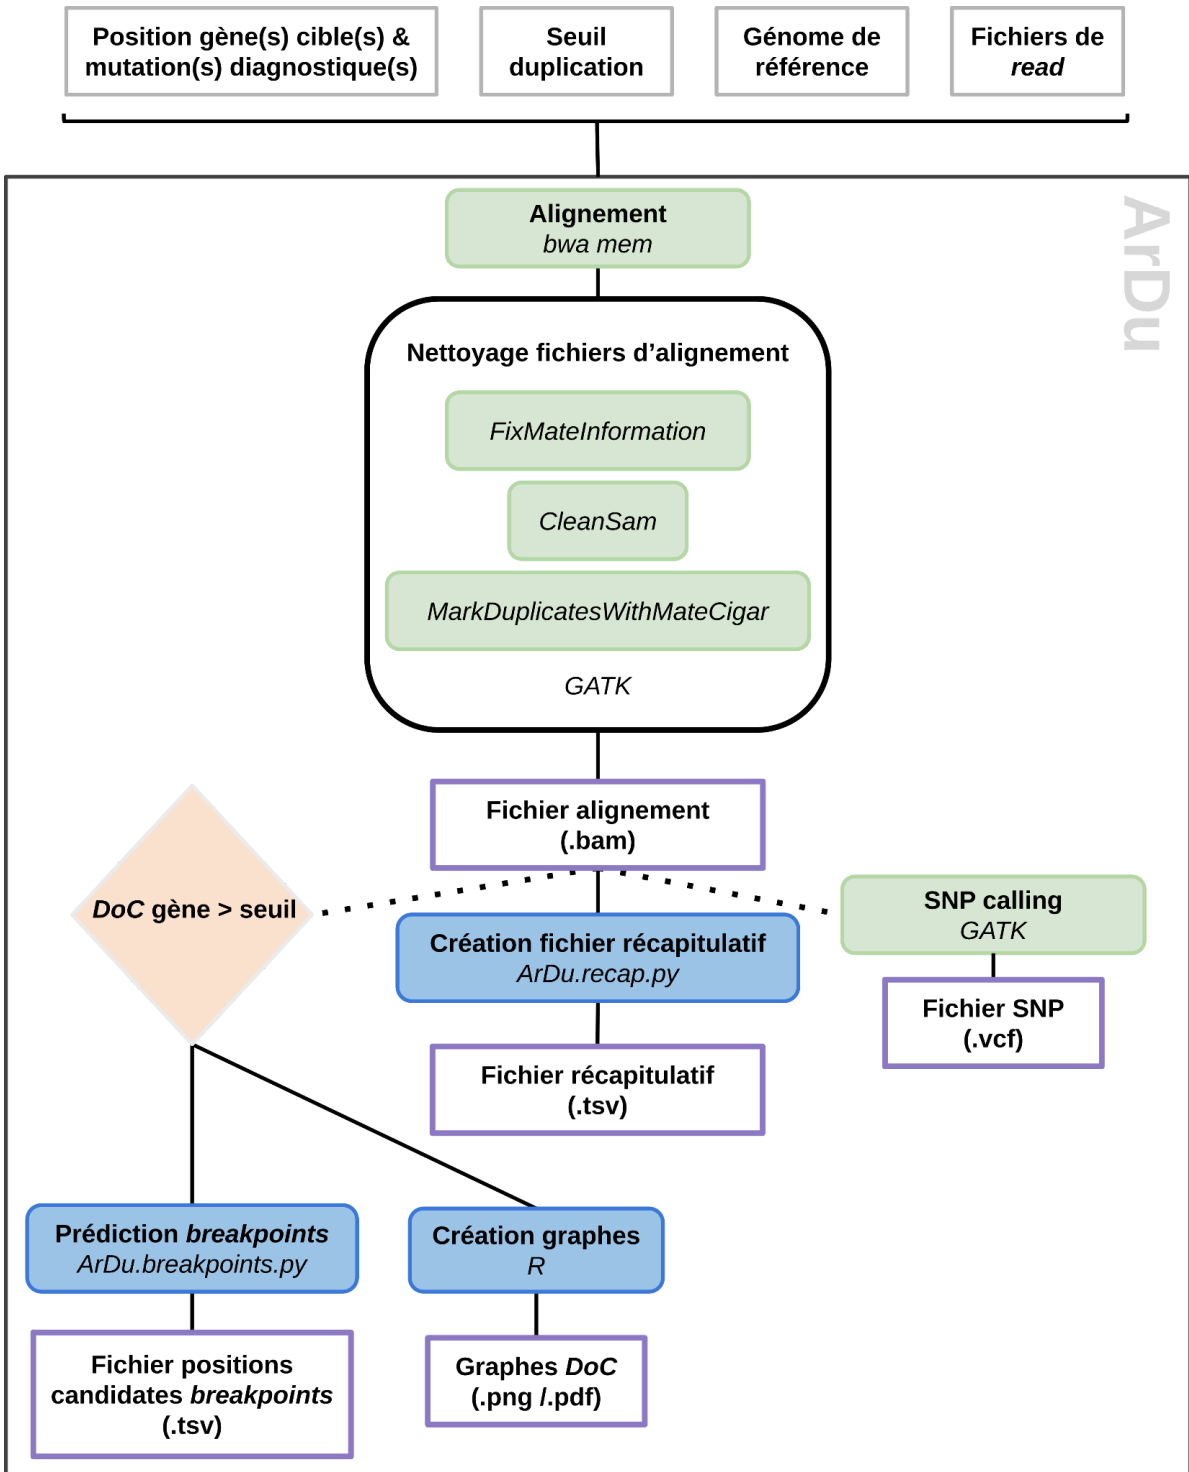 Position gène(s) cible(s) &
mutation(s) diagnostique(s)
Seuil
duplication
Génome de
référence
Fichiers de
read
ArDu
Alignement
bwa mem
Nettoyage fichiers d’alignement
FixMateInformation
CleanSam
MarkDuplicatesWithMateCigar
GATK
Fichier alignement
(.bam)
DoC gène > seuil
Création fichier récapitulatif
ArDu.recap.py
SNP calling
GATK
Fichier SNP
(.vcf)
Fichier récapitulatif
(.tsv)
Prédiction breakpoints
ArDu.breakpoints.py
Création graphes
R
Fichier positions
candidates breakpoints
(.tsv)
Graphes DoC
(.png /.pdf)